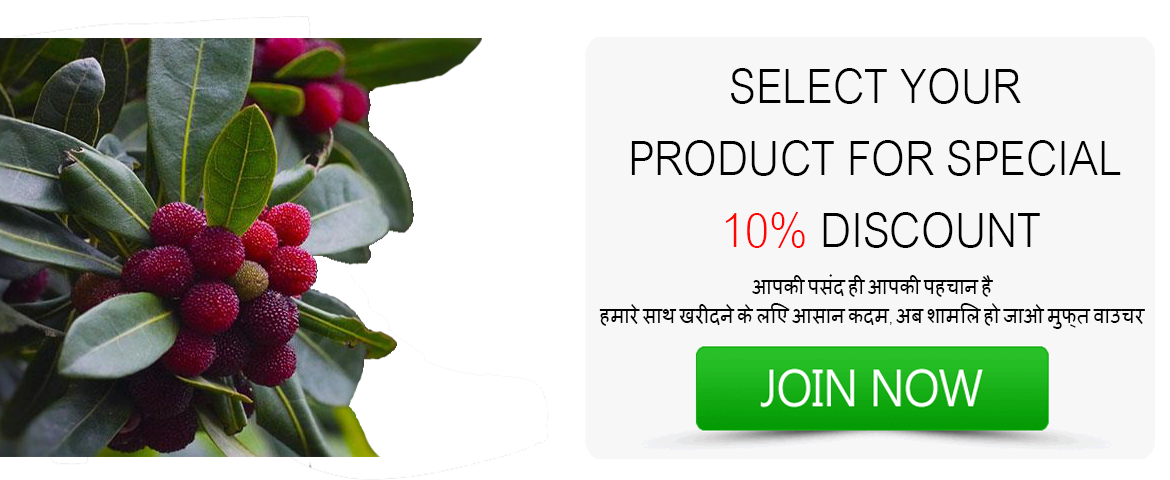 SELECT YOUR
PRODUCT FOR SPECIAL
10% DISCOUNT
आपकी पसंद ही आपकी पहचान है
हमारे साथ खरीदने के लिए आसान कदम, अब शामलि हो जाओ मुफ्त वाउचर
JOIN NOW